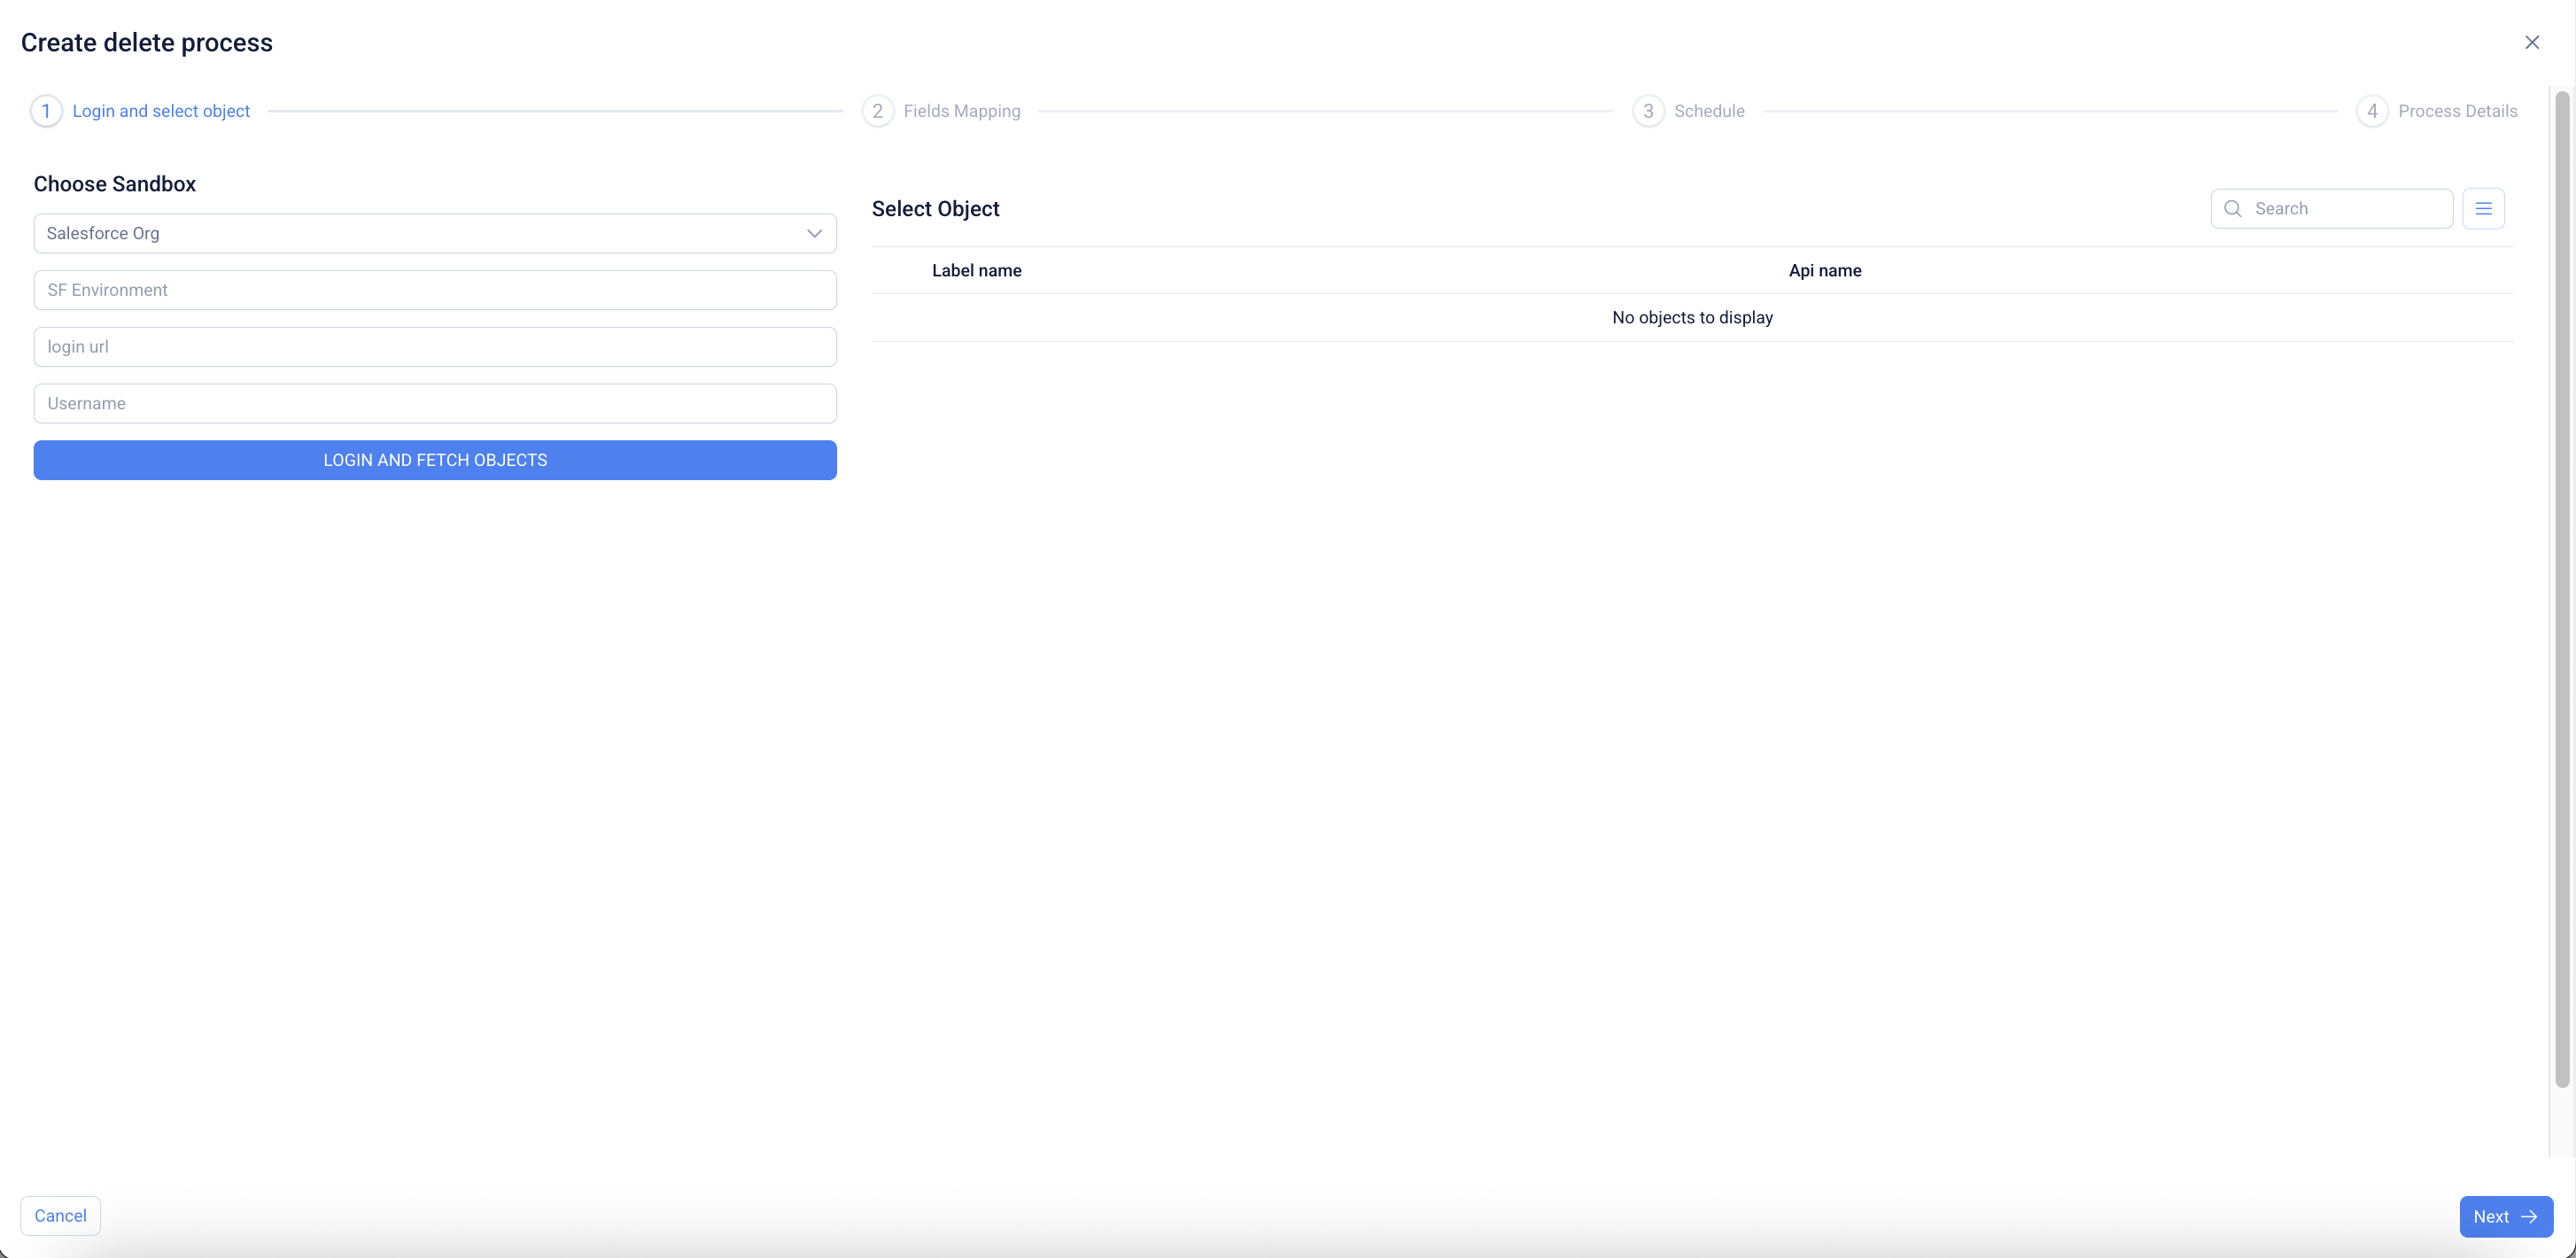 Create delete process
1 Login and select object 2 Fields Mapping 3 Schedule 4 Process Details
Choose Sandbox
Salesforce Org
SF Environment
login url
Username
LOGIN AND FETCH OBJECTS
Select Object
Search
Label name Api name
No objects to display
Cancel
Next